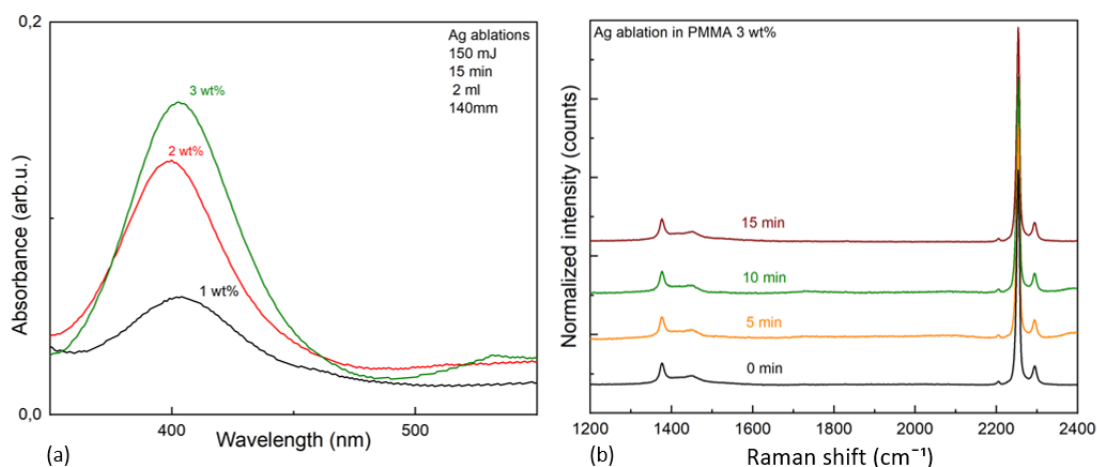 0,2
Ag ablations
150 mJ
15 min
2 ml
140mm
3 wt%
2 wt%
1 wt%
Absorbance (arb.u.)
0,0
400
500
Wavelength (nm)
(a)
Ag ablation in PMMA 3 wt%
15 min
10 min
5 min
0 min
Normalized intensity (counts)
1200
1400
1600
1800
2000
2200
2400
Raman shift (cm⁻¹)
(b)